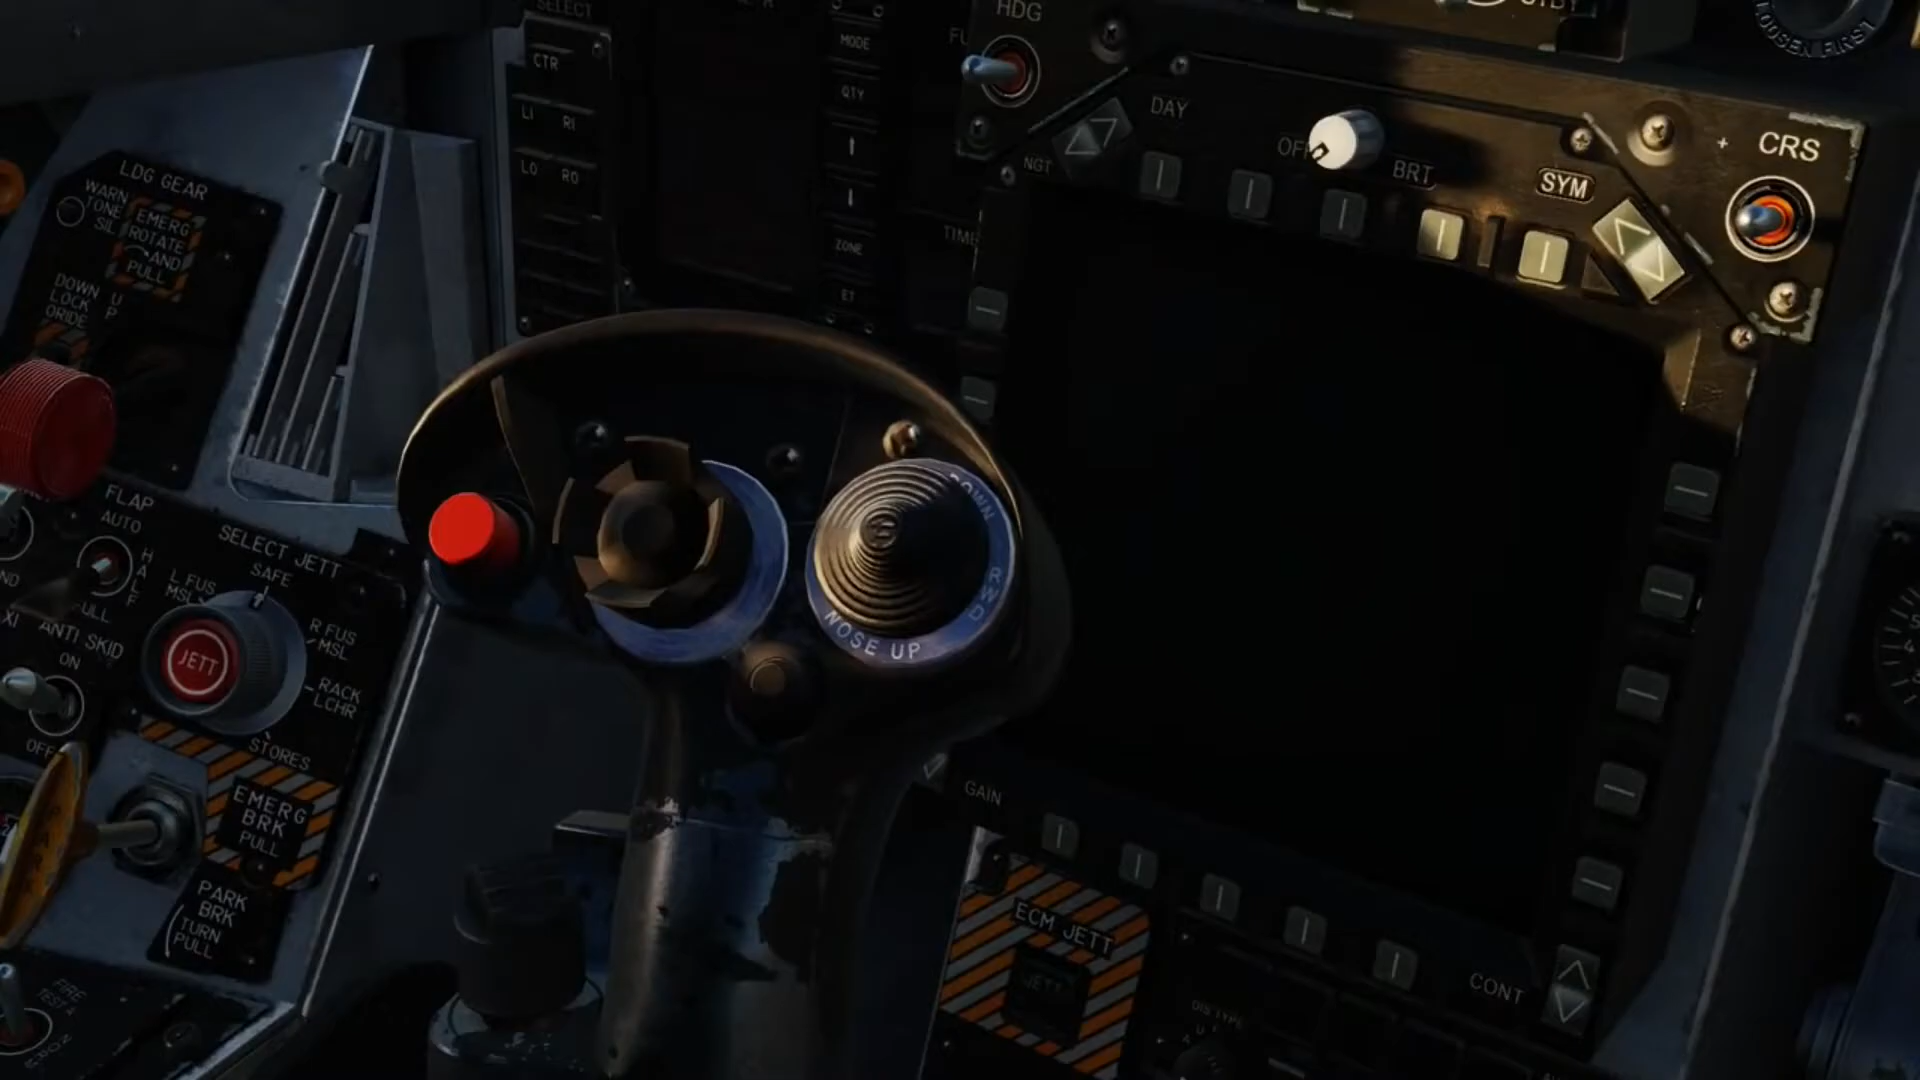 SELECT
CTR
LI RI
LO RO
MODE
QTY
ZONE
ET
HDG
TIME
DAY
NGT
OFF
BRT
SYM
CRS
LOOSEN FIRST
LDG GEAR
WARN
TONE
SIL
EMERG
ROTATE
AND
PULL
DOWN
LOCK
ORIDE
UP
FLAP
AUTO
HALF
SELECT JETT
SAFE
L FUS
MSL
R FUS
MSL
RACK
LCHR
STORES
JETT
ANTI SKID
ON
OFF
EMERG
BRK
PULL
PARK
BRK
TURN
PULL
FIRE
TEST A
DOWN
RWD
NOSE UP
GAIN
CONT
ECM JETT
JETT